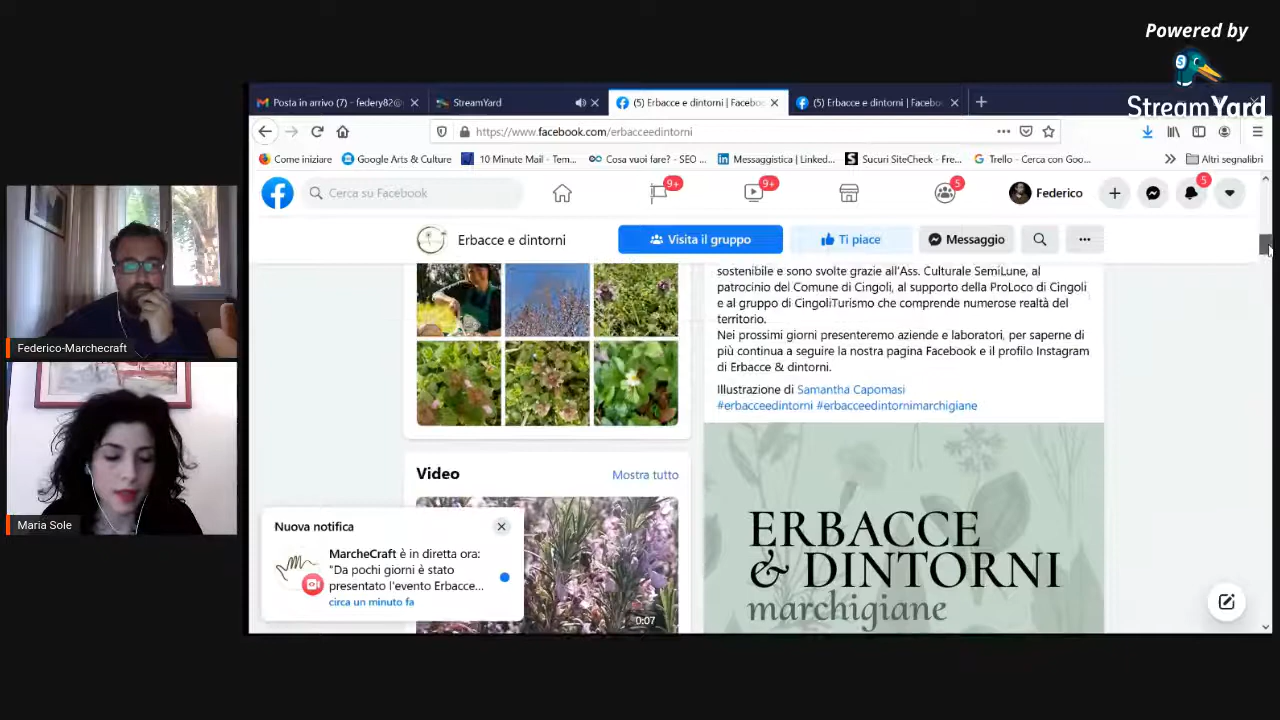 Powered by
StreamYard
Posta in arrivo (7) - federy82@
StreamYard
(5) Erbacce e dintorni | Faceboo
(5) Erbacce e dintorni | Faceboo
https://www.facebook.com/erbacceedintorni
Come iniziare
Google Arts & Culture
10 Minute Mail - Tem...
Cosa vuoi fare? - SEO ...
Messaggistica | Linked...
Sucuri SiteCheck - Fre...
Trello - Cerca con Goo...
Altri segnalibri
Cerca su Facebook
9+
9+
5
Federico
5
Erbacce e dintorni
Visita il gruppo
Ti piace
Messaggio
sostenibile e sono svolte grazie all'Ass. Culturale SemiLune, al
patrocinio del Comune di Cingoli, al supporto della ProLoco di Cingoli
e al gruppo di CingoliTurismo che comprende numerose realtà del
territorio.
Nei prossimi giorni presenteremo aziende e laboratori, per saperne di
più continua a seguire la nostra pagina Facebook e il profilo Instagram
di Erbacce & dintorni.
Illustrazione di Samantha Capomasi
#erbacceedintorni #erbacceedintornimarchigiane
Video
Mostra tutto
0:07
ERBACCE
& DINTORNI
marchigiane
Nuova notifica
MarcheCraft è in diretta ora:
"Da pochi giorni è stato
presentato l'evento Erbacce...
circa un minuto fa
Federico-Marchecraft
Maria Sole